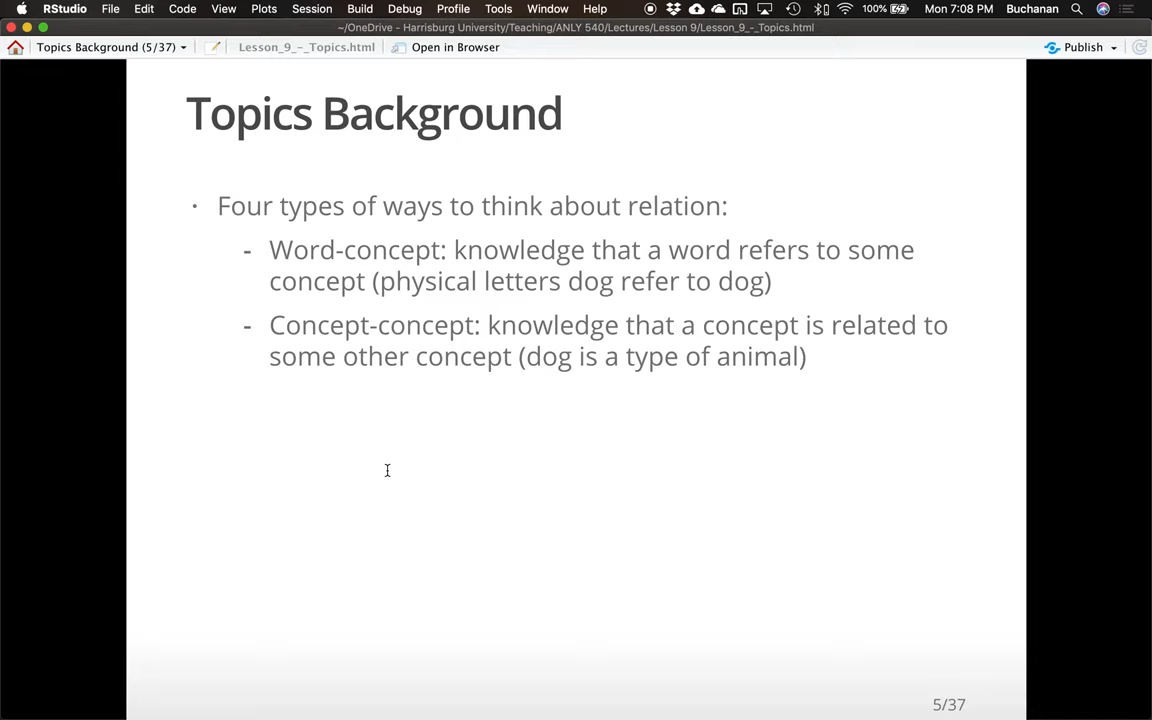 RStudio File Edit Code View Plots Session Build Debug Profile Tools Window Help 100% Mon 7:08 PM Buchanan
~/OneDrive - Harrisburg University/Teaching/ANLY 540/Lectures/Lesson 9/Lesson_9_-_Topics.html
Topics Background (5/37) Lesson_9_-_Topics.html Open in Browser Publish
Topics Background
• Four types of ways to think about relation:
- Word-concept: knowledge that a word refers to some
concept (physical letters dog refer to dog)
- Concept-concept: knowledge that a concept is related to
some other concept (dog is a type of animal)
5/37